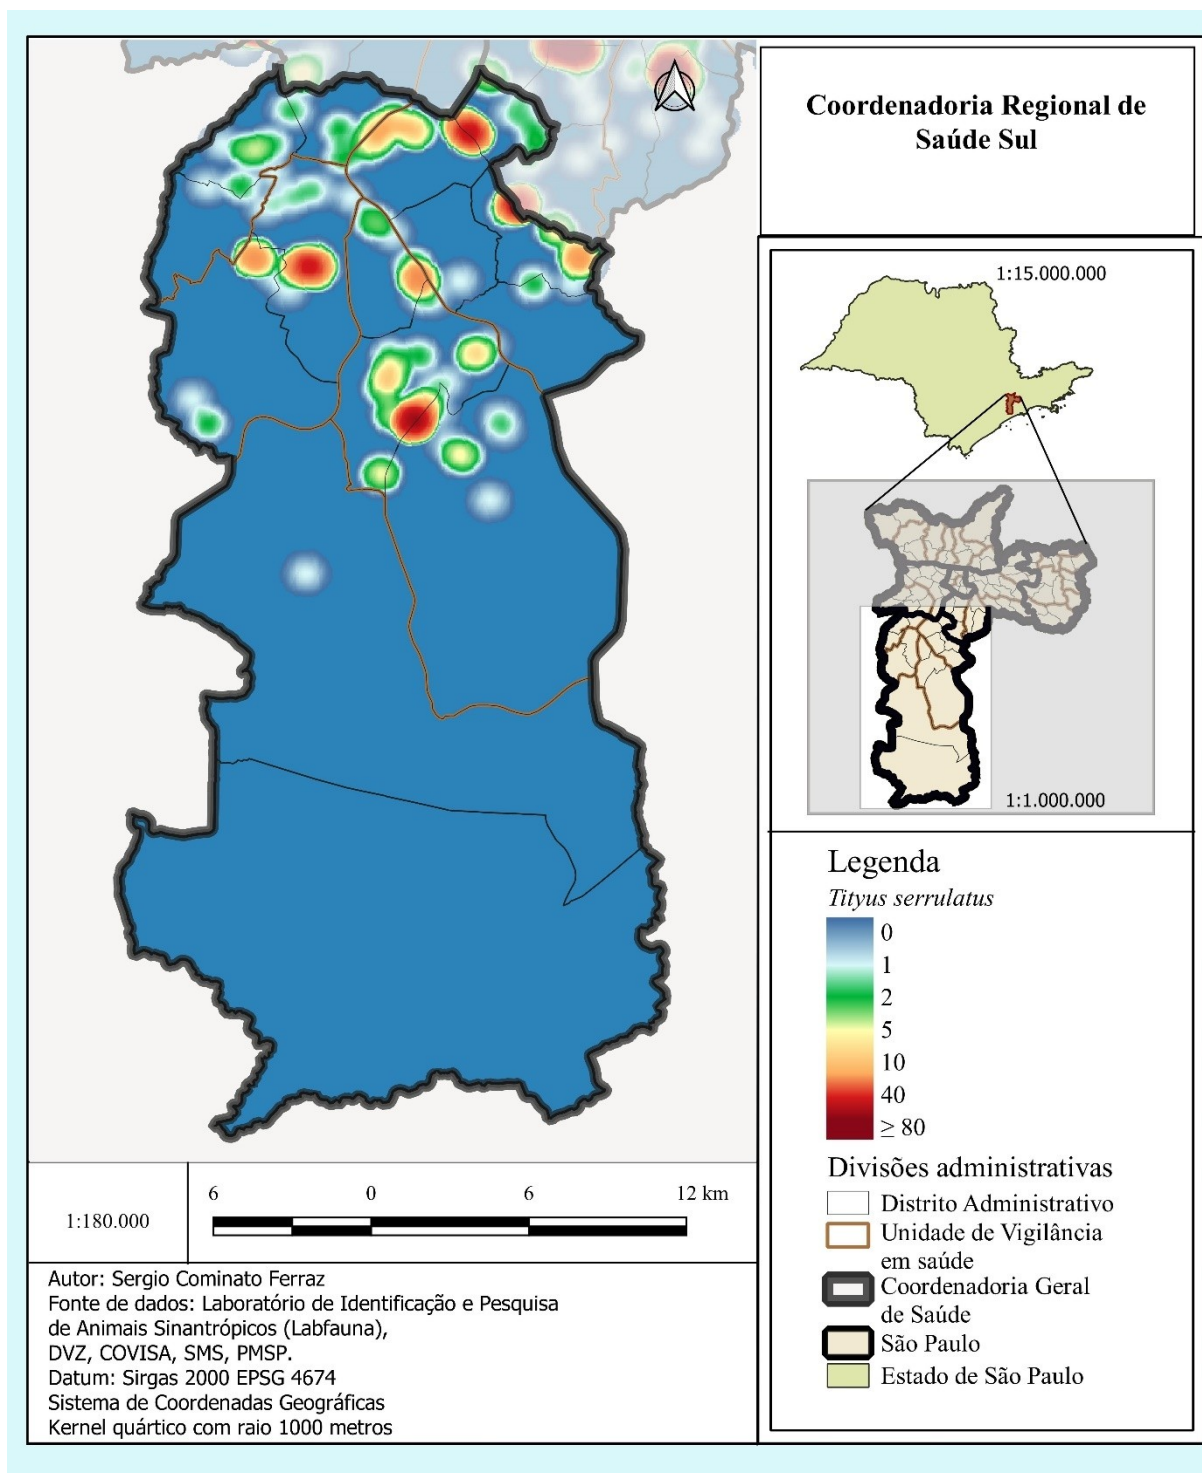 Coordenadoria Regional de
Saúde Sul
1:15.000.000
1:1.000.000
Legenda
Tityus serrulatus
0
1
2
5
10
40
≥ 80
Divisões administrativas
Distrito Administrativo
Unidade de Vigilância
em saúde
Coordenadoria Geral
de Saúde
São Paulo
Estado de São Paulo
1:180.000
6 0 6 12 km
Autor: Sergio Cominato Ferraz
Fonte de dados: Laboratório de Identificação e Pesquisa
de Animais Sinantrópicos (Labfauna),
DVZ, COVISA, SMS, PMSP.
Datum: Sirgas 2000 EPSG 4674
Sistema de Coordenadas Geográficas
Kernel quártico com raio 1000 metros